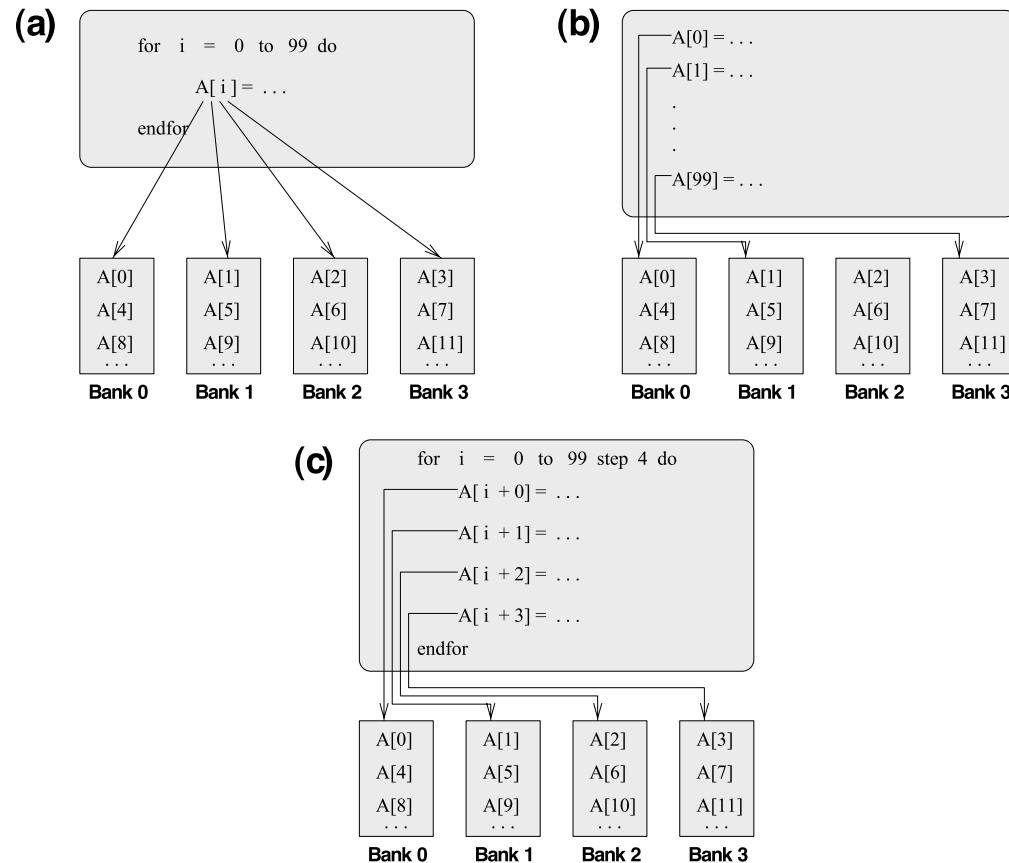 (a)
for i = 0 to 99 do
A[ i ] = . . .
endfor
A[0] A[1] A[2] A[3]
A[4] A[5] A[6] A[7]
A[8] A[9] A[10] A[11]
. . . . . . . . . . . .
Bank 0 Bank 1 Bank 2 Bank 3
(b)
A[0] = . . .
A[1] = . . .
.
.
.
A[99] = . . .
A[0] A[1] A[2] A[3]
A[4] A[5] A[6] A[7]
A[8] A[9] A[10] A[11]
. . . . . . . . . . . .
Bank 0 Bank 1 Bank 2 Bank 3
(c)
for i = 0 to 99 step 4 do
A[ i + 0] = . . .
A[ i + 1] = . . .
A[ i + 2] = . . .
A[ i + 3] = . . .
endfor
A[0] A[1] A[2] A[3]
A[4] A[5] A[6] A[7]
A[8] A[9] A[10] A[11]
. . . . . . . . . . . .
Bank 0 Bank 1 Bank 2 Bank 3